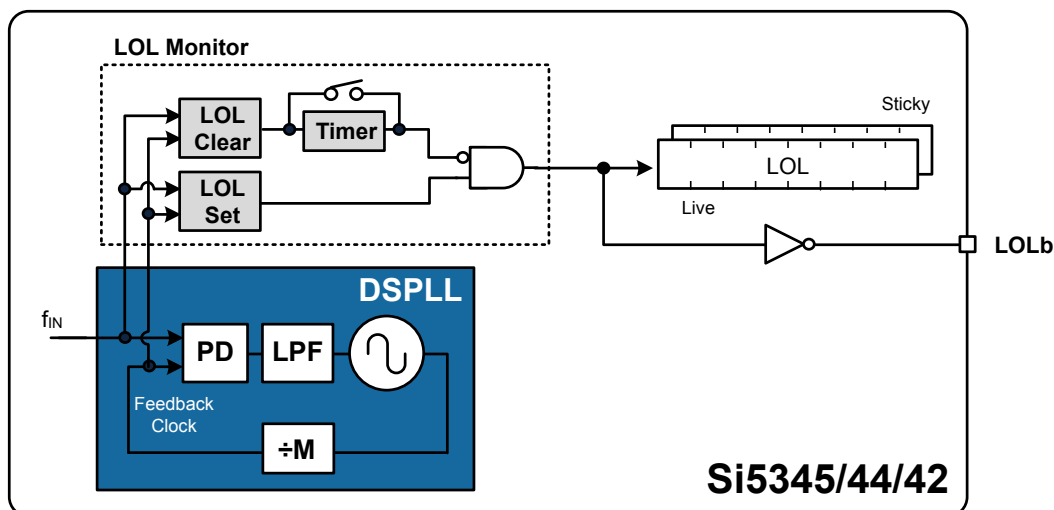 LOL Monitor
LOL
Clear
Timer
LOL
Set
Sticky
LOL
Live
LOLb
DSPLL
fIN
PD
LPF
Feedback
Clock
÷M
Si5345/44/42